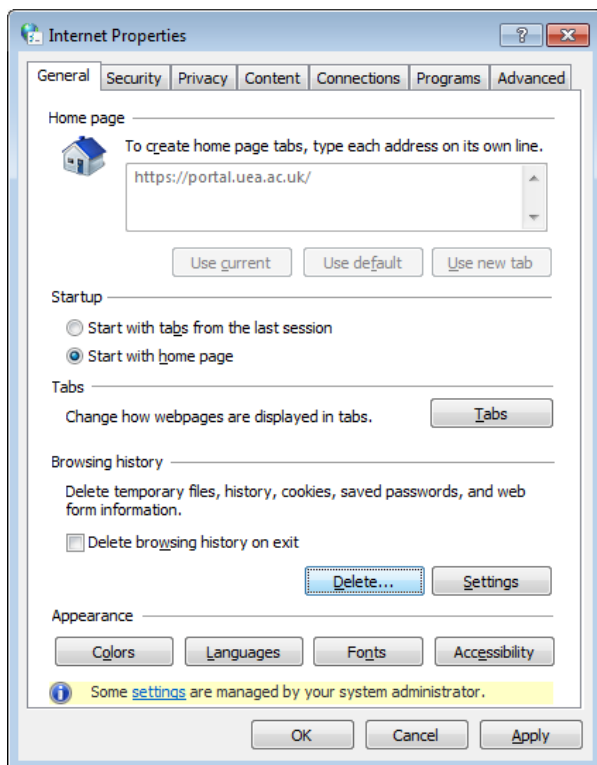 Internet Properties
General Security Privacy Content Connections Programs Advanced
Home page
To create home page tabs, type each address on its own line.
https://portal.uea.ac.uk/
Use current Use default Use new tab
Startup
Start with tabs from the last session
Start with home page
Tabs
Change how webpages are displayed in tabs. Tabs
Browsing history
Delete temporary files, history, cookies, saved passwords, and web
form information.
Delete browsing history on exit
Delete... Settings
Appearance
Colors Languages Fonts Accessibility
Some settings are managed by your system administrator.
OK Cancel Apply